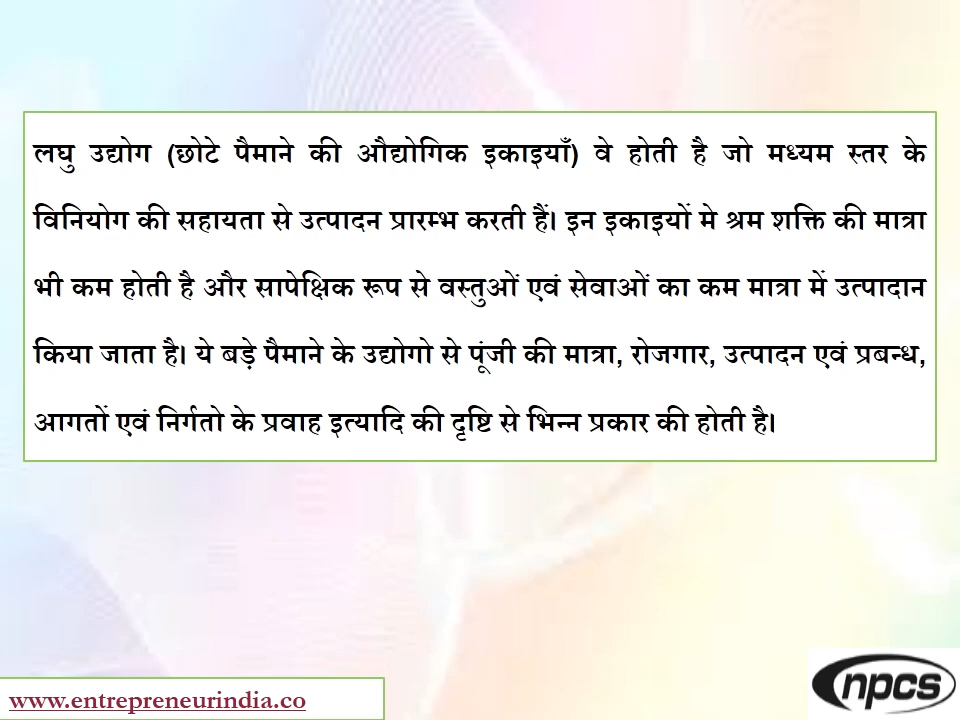 लघु उद्योग (छोटे पैमाने की औद्योगिक इकाइयाँ) वे होती है जो मध्यम स्तर के
विनियोग की सहायता से उत्पादन प्रारम्भ करती हैं। इन इकाइयों मे श्रम शक्ति की मात्रा
भी कम होती है और सापेक्षिक रूप से वस्तुओं एवं सेवाओं का कम मात्रा में उत्पादान
किया जाता है। ये बड़े पैमाने के उद्योगो से पूंजी की मात्रा, रोजगार, उत्पादन एवं प्रबन्ध,
आगतों एवं निर्गतो के प्रवाह इत्यादि की दृष्टि से भिन्न प्रकार की होती है।
www.entrepreneurindia.co
npcs